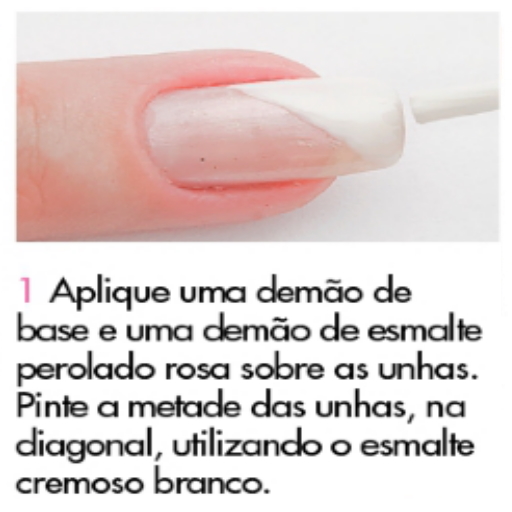 1 Aplique uma demão de
base e uma demão de esmalte
perolado rosa sobre as unhas.
Pinte a metade das unhas, na
diagonal, utilizando o esmalte
cremoso branco.